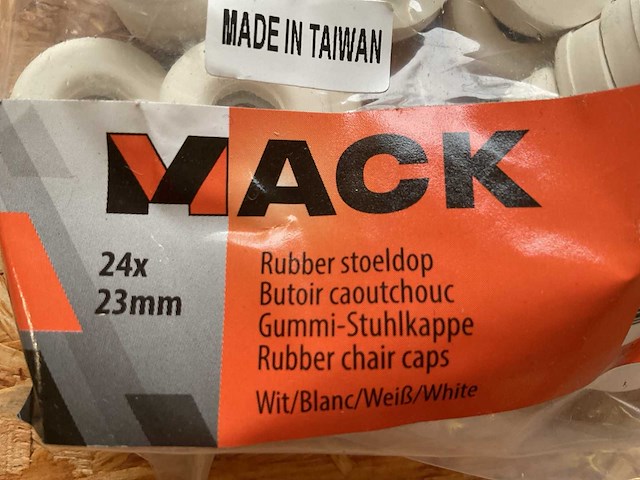 MADE IN TAIWAN
MACK
24x
23mm
Rubber stoeldop
Butoir caoutchouc
Gummi-Stuhlkappe
Rubber chair caps
Wit/Blanc/Weiß/White